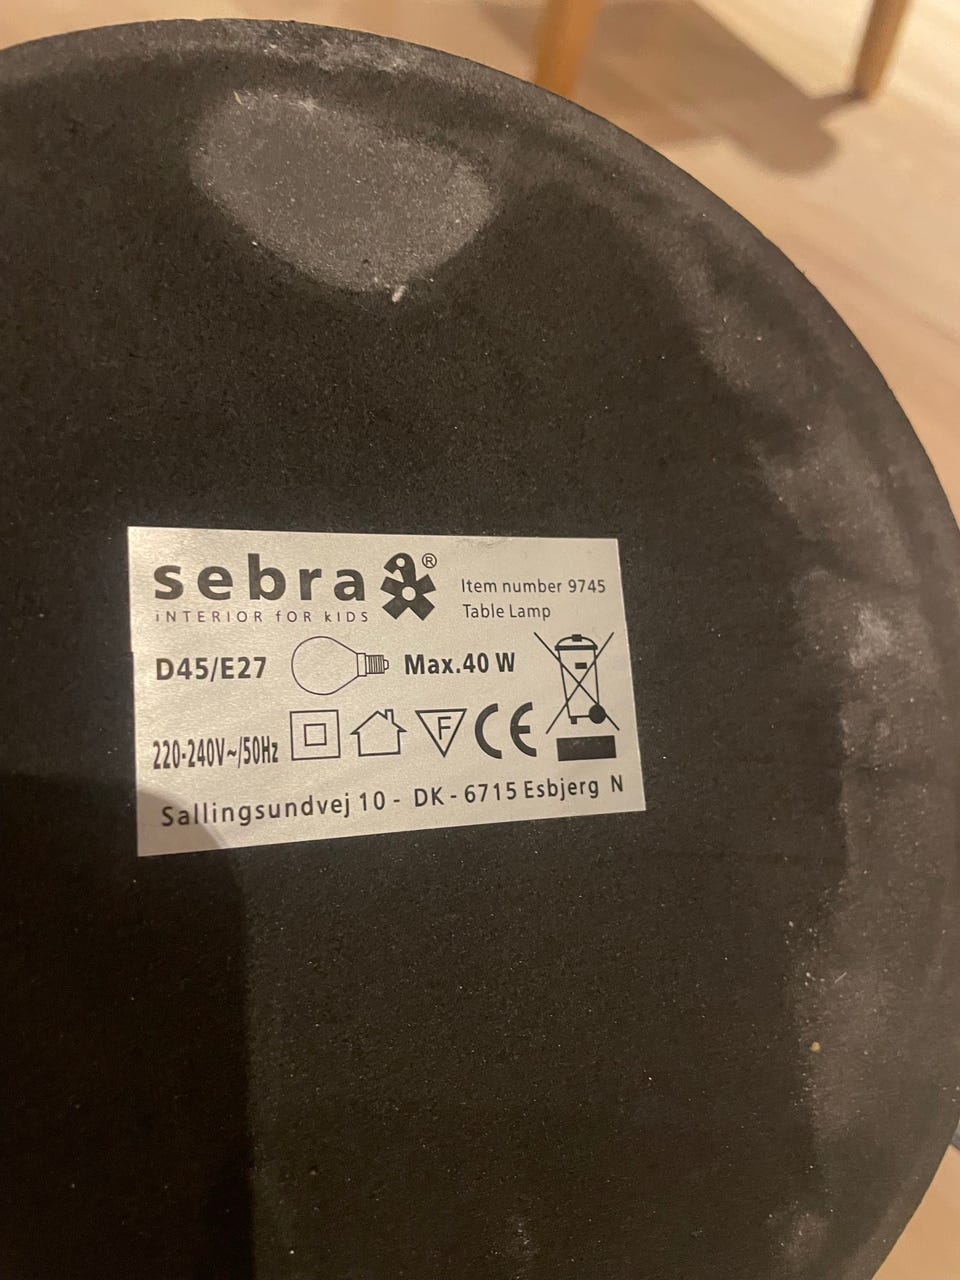 sebra ®
iNTERIOR fOR kIDS
Item number 9745
Table Lamp
D45/E27 Max.40 W
220-240V~/50Hz F CE
Sallingsundvej 10 - DK - 6715 Esbjerg N